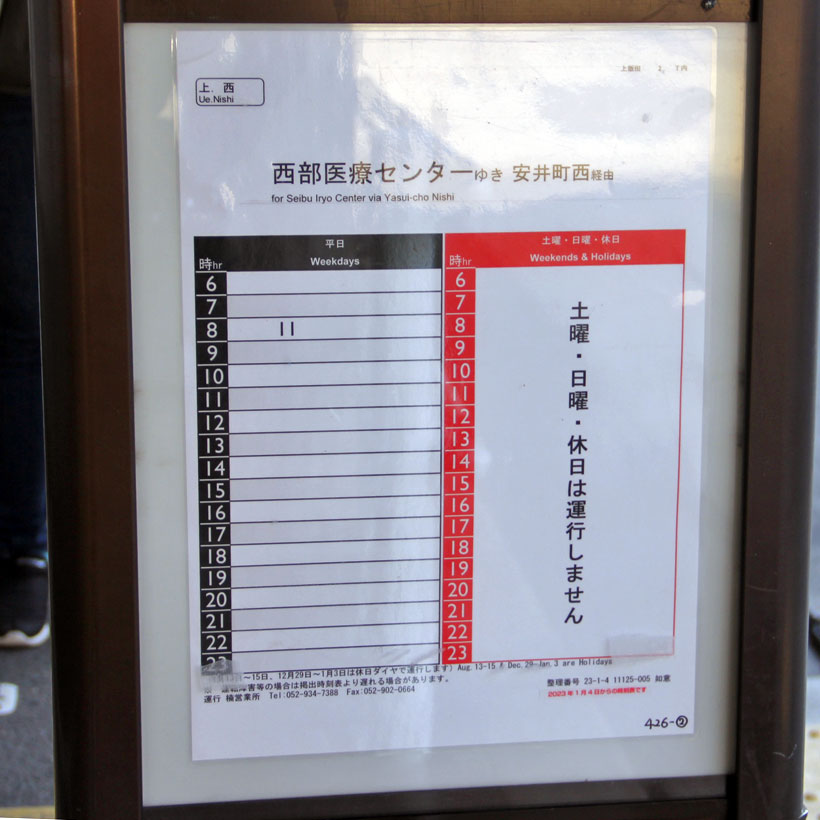 上飯田 2, T西
上．西
Ue.Nishi
西部医療センターゆき 安井町西経由
for Seibu Iryo Center via Yasui-cho Nishi
平日
Weekdays
時hr
6
7
8 11
9
10
11
12
13
14
15
16
17
18
19
20
21
22
23
土曜・日曜・休日
Weekends & Holidays
時hr
6
7
8
9
10
11
12
13
14
15
16
17
18
19
20
21
22
23
土曜・日曜・休日は運行しません
～15日、12月29日～1月3日は休日ダイヤで運行します） Aug.13-15 & Dec.29-Jan.3 are Holidays
等の場合は掲出時刻表より遅れる場合があります。
運行 楠営業所 Tel:052-934-7388 Fax:052-902-0664
整理番号 23-1-4 11125-005 如意
2023年1月4日からの時刻表です
426-②